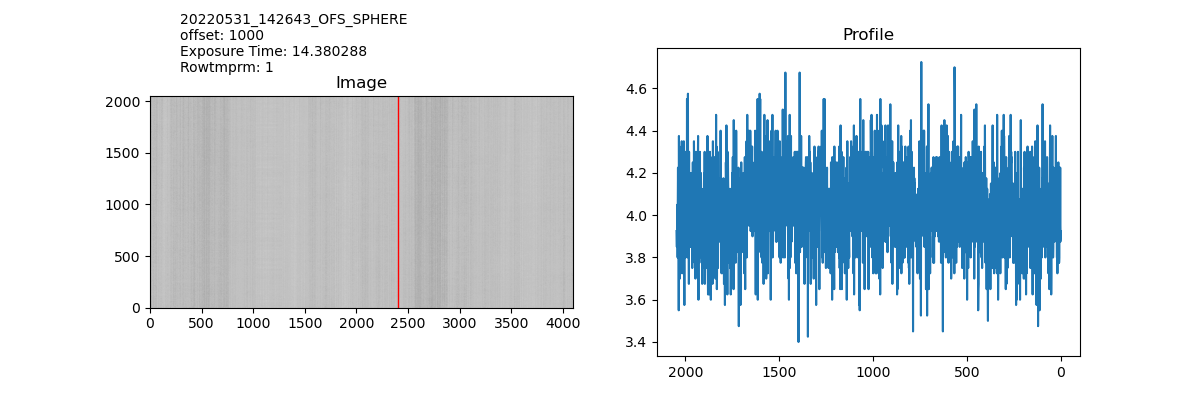 20220531_142643_OFS_SPHERE
offset: 1000
Exposure Time: 14.380288
Rowtmprm: 1
Image
2000
1500
1000
500
0
0 500 1000 1500 2000 2500 3000 3500 4000
Profile
4.6
4.4
4.2
4.0
3.8
3.6
3.4
2000 1500 1000 500 0